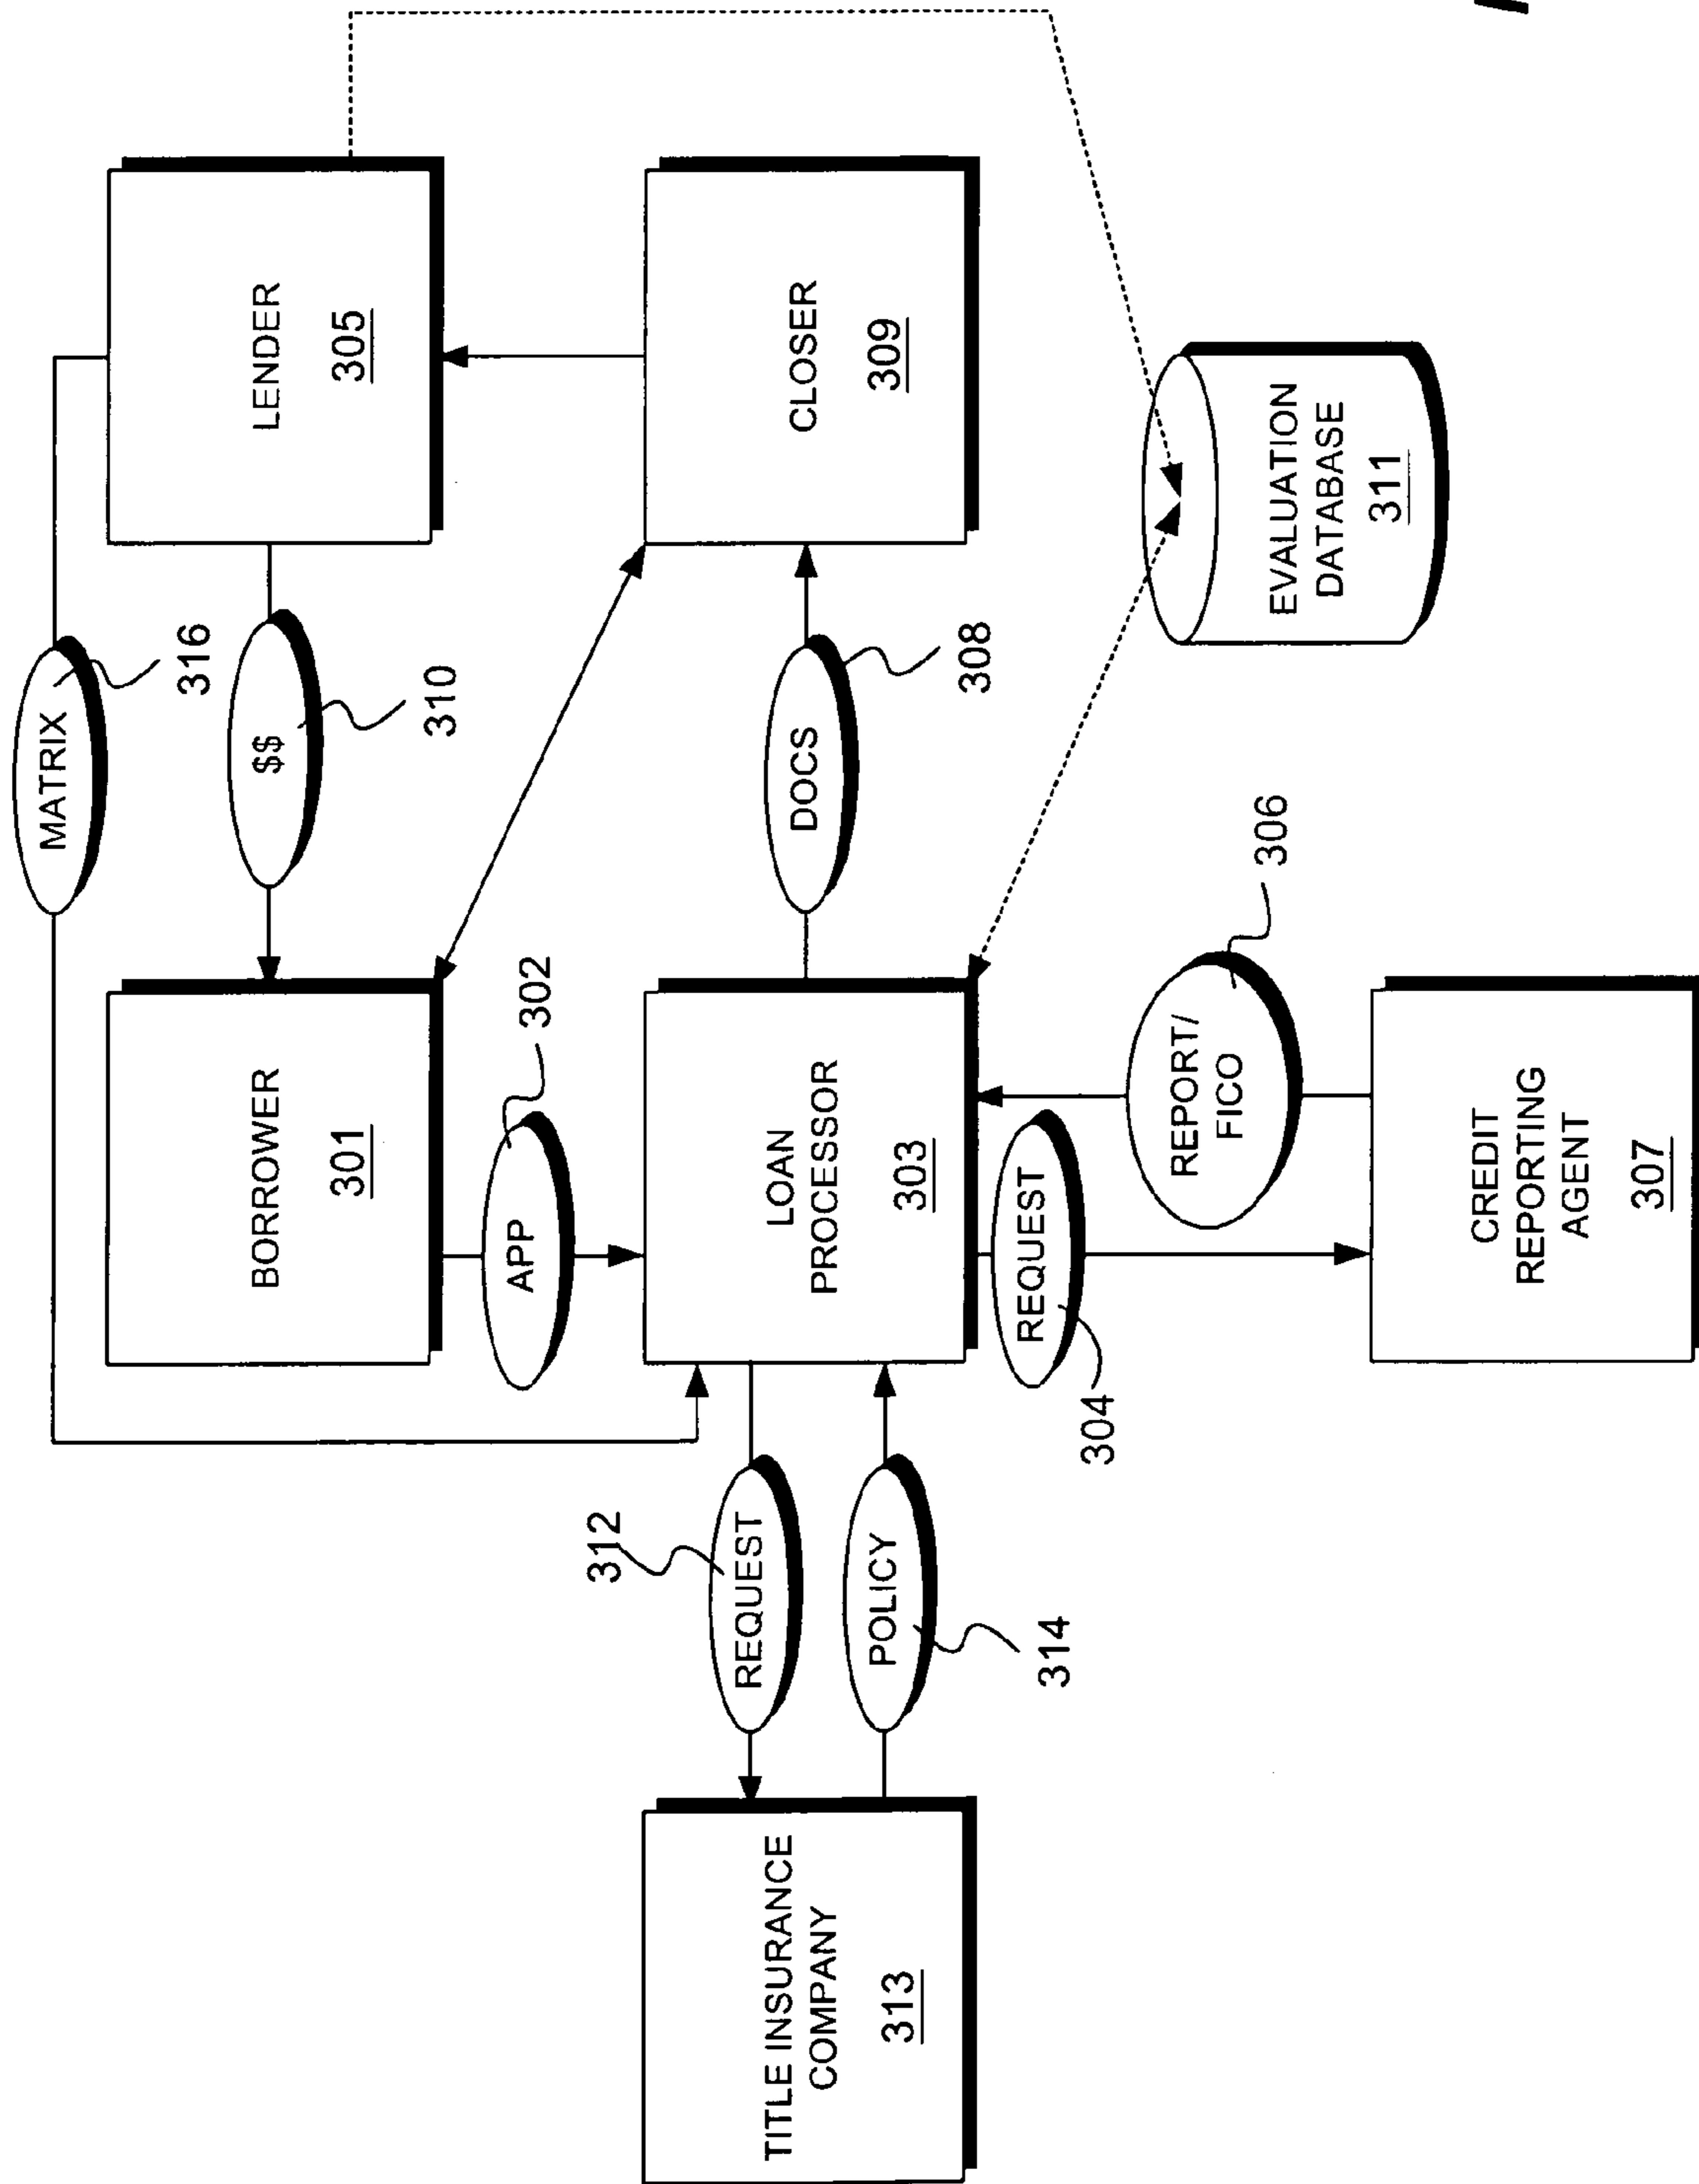 MATRIX
316
BORROWER
301
$$
310
LENDER
305
APP
302
312
REQUEST
TITLE INSURANCE
COMPANY
313
POLICY
314
LOAN
PROCESSOR
303
DOCS
308
CLOSER
309
REQUEST
304
REPORT/
FICO
306
EVALUATION
DATABASE
311
CREDIT
REPORTING
AGENT
307